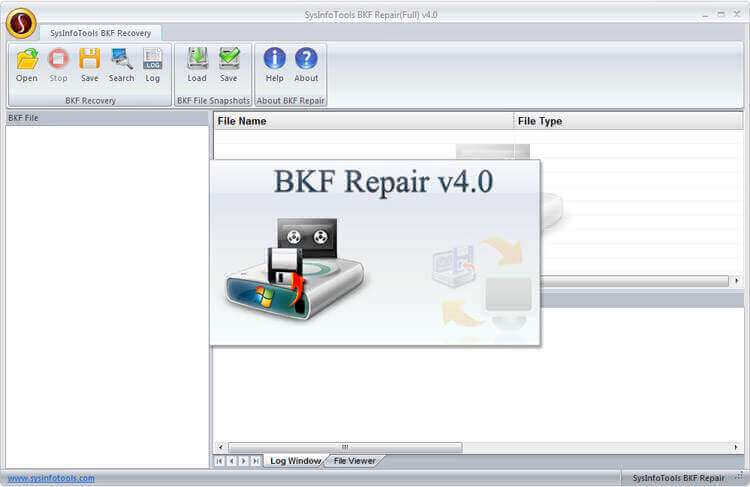 SysInfoTools BKF Repair(Full) v4.0
SysInfoTools BKF Recovery
Open Stop Save Search Log Load Save Help About
LOG
BKF Recovery BKF File Snapshots About BKF Repair
BKF File
File Name File Type
BKF Repair v4.0
Log Window File Viewer
www.sysinfotools.com SysInfoTools BKF Repair